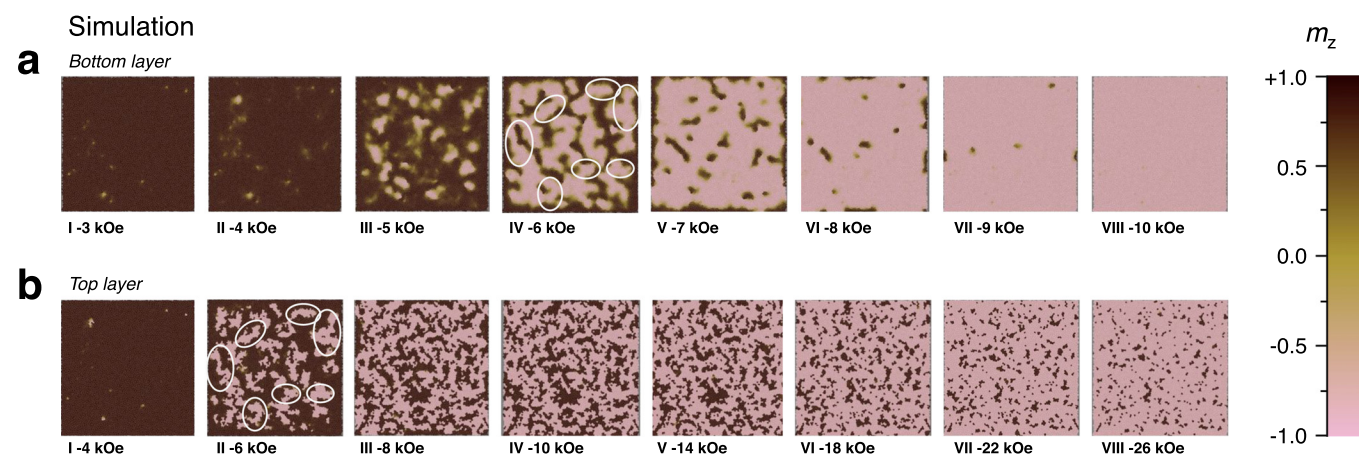 Simulation
a
Bottom layer
I -3 kOe
II -4 kOe
III -5 kOe
IV -6 kOe
V -7 kOe
VI -8 kOe
VII -9 kOe
VIII -10 kOe
b
Top layer
I -4 kOe
II -6 kOe
III -8 kOe
IV -10 kOe
V -14 kOe
VI -18 kOe
VII -22 kOe
VIII -26 kOe
mz
+1.0
0.5
0.0
-0.5
-1.0